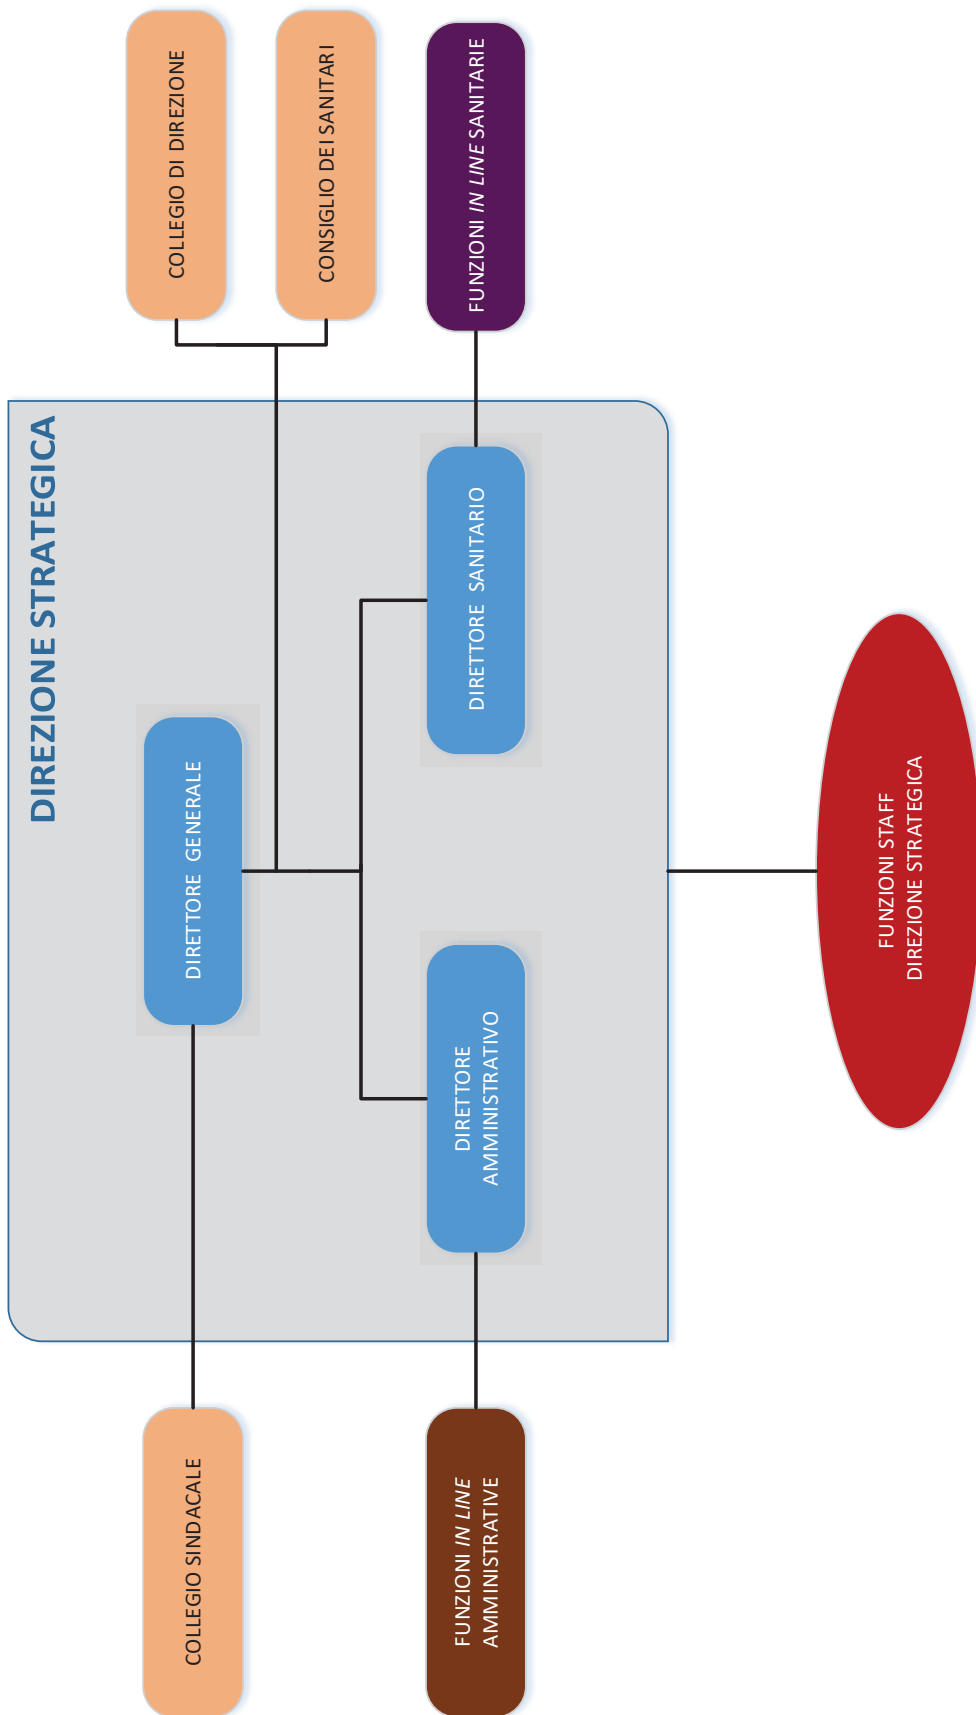 DIREZIONE STRATEGICA
COLLEGIO SINDACALE
DIRETTORE GENERALE
COLLEGIO DI DIREZIONE
CONSIGLIO DEI SANITARI
FUNZIONI IN LINE
AMMINISTRATIVE
DIRETTORE
AMMINISTRATIVO
DIRETTORE SANITARIO
FUNZIONI IN LINE SANITARIE
FUNZIONI STAFF
DIREZIONE STRATEGICA